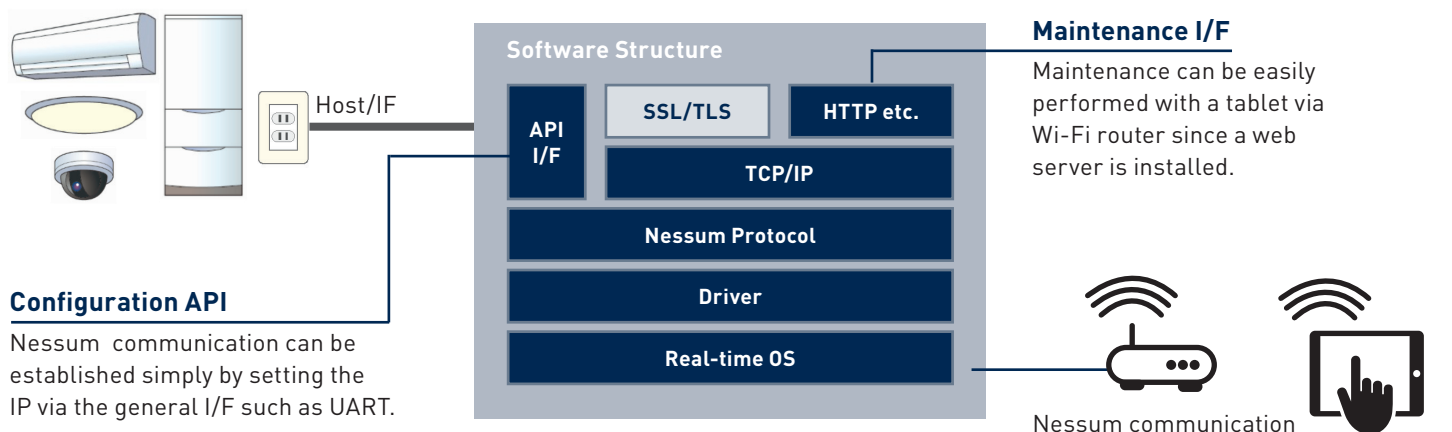 Software Structure
Host/IF
API
I/F
SSL/TLS
HTTP etc.
TCP/IP
Nessum Protocol
Driver
Real-time OS
Maintenance I/F
Maintenance can be easily
performed with a tablet via
Wi-Fi router since a web
server is installed.
Configuration API
Nessum communication can be
established simply by setting the
IP via the general I/F such as UART.
Nessum communication